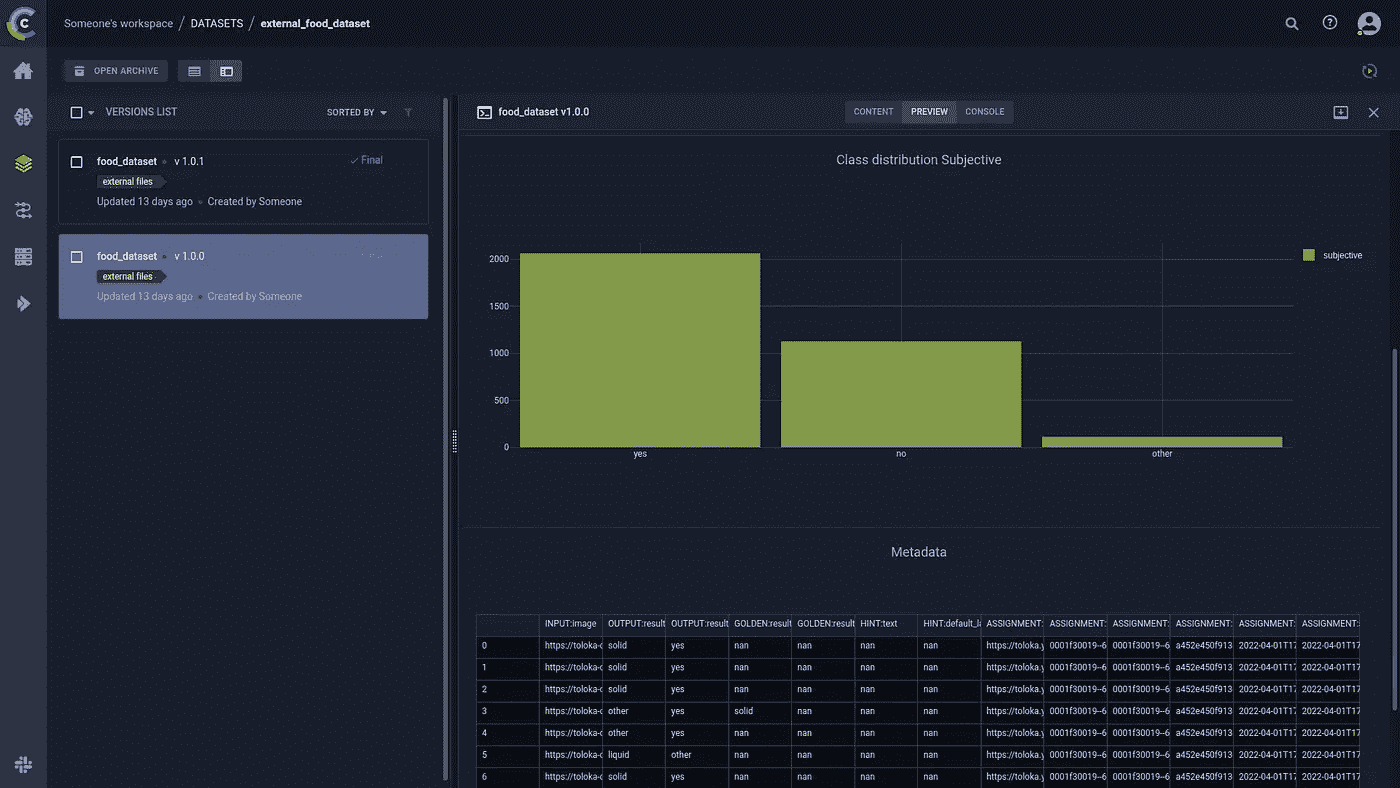 Someone's workspace / DATASETS / external_food_dataset
OPEN ARCHIVE
VERSIONS LIST SORTED BY
food_dataset v 1.0.1 Final
external files
Updated 13 days ago Created by Someone
food_dataset v 1.0.0
external files
Updated 13 days ago Created by Someone
food_dataset v1.0.0 CONTENT PREVIEW CONSOLE
Class distribution Subjective
2000
1500
1000
500
0
yes no other
subjective
Metadata
INPUT:image OUTPUT:result OUTPUT:result GOLDEN:result GOLDEN:result HINT:text HINT:default_la ASSIGNMENT: ASSIGNMENT: ASSIGNMENT: ASSIGNMENT: ASSIGNMENT: ASSIGNMENT:
0 https://toloka-c solid yes nan nan nan nan https://toloka.y 0001f30019--6 0001f30019--6 a452e450f913 2022-04-01T17 2022-04-01T17
1 https://toloka-c solid yes nan nan nan nan https://toloka.y 0001f30019--6 0001f30019--6 a452e450f913 2022-04-01T17 2022-04-01T17
2 https://toloka-c solid yes nan nan nan nan https://toloka.y 0001f30019--6 0001f30019--6 a452e450f913 2022-04-01T17 2022-04-01T17
3 https://toloka-c other yes solid nan nan nan https://toloka.y 0001f30019--6 0001f30019--6 a452e450f913 2022-04-01T17 2022-04-01T17
4 https://toloka-c other yes nan nan nan nan https://toloka.y 0001f30019--6 0001f30019--6 a452e450f913 2022-04-01T17 2022-04-01T17
5 https://toloka-c liquid other nan nan nan nan https://toloka.y 0001f30019--6 0001f30019--6 a452e450f913 2022-04-01T17 2022-04-01T17
6 https://toloka-c solid yes nan nan nan nan https://toloka.y 0001f30019--6 0001f30019--6 a452e450f913 2022-04-01T17 2022-04-01T17